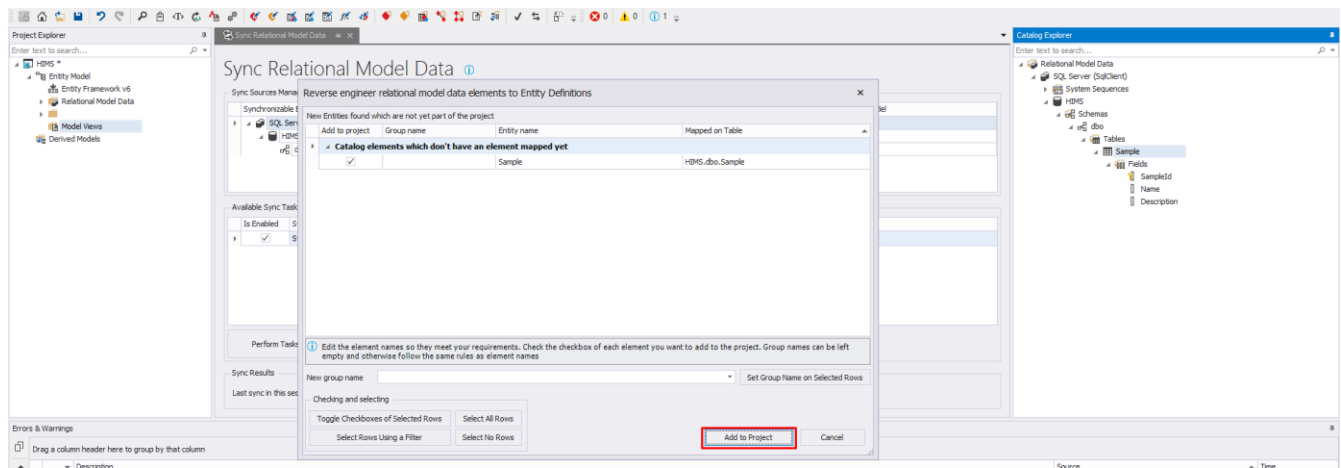 0 0 1
Project Explorer
Enter text to search...
HIMS *
Entity Model
Entity Framework v6
Relational Model Data
Model Views
Derived Models
Sync Relational Model Data
Sync Relational Model Data
Sync Sources Mana
Synchronizable E
SQL Serv
HIMS
Available Sync Task
Is Enabled S
Perform Tasks
Sync Results
Last sync in this ses
Reverse engineer relational model data elements to Entity Definitions
New Entities found which are not yet part of the project
Add to project Group name Entity name Mapped on Table
Catalog elements which don't have an element mapped yet
Sample HIMS.dbo.Sample
Edit the element names so they meet your requirements. Check the checkbox of each element you want to add to the project. Group names can be left
empty and otherwise follow the same rules as element names
New group name Set Group Name on Selected Rows
Checking and selecting
Toggle Checkboxes of Selected Rows Select All Rows
Select Rows Using a Filter Select No Rows
Add to Project Cancel
Catalog Explorer
Enter text to search...
Relational Model Data
SQL Server (SqlClient)
System Sequences
HIMS
Schemas
dbo
Tables
Sample
Fields
SampleId
Name
Description
Errors & Warnings
Drag a column header here to group by that column
Description Source Time